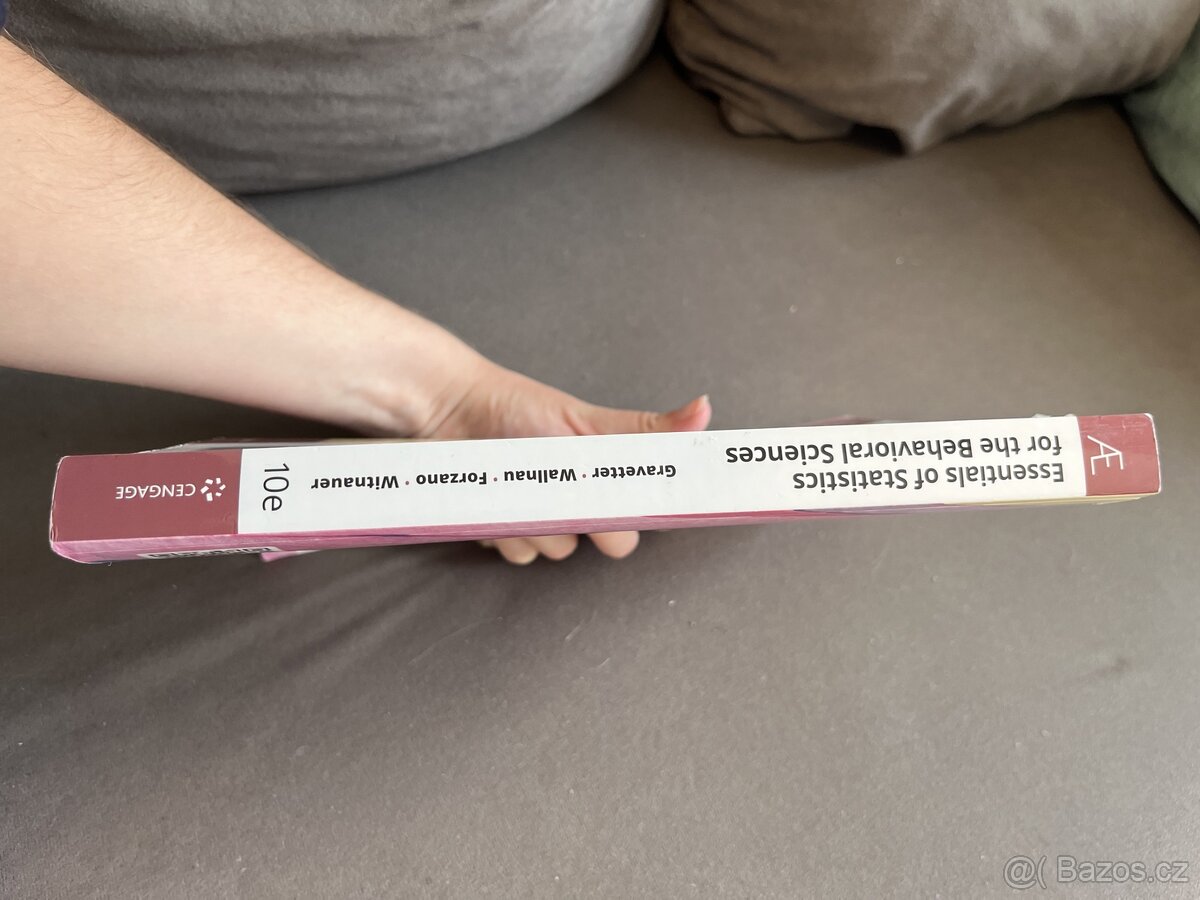 Æ
Essentials of Statistics
for the Behavioral Sciences
Gravetter • Wallnau • Forzano • Witnauer
10e
CENGAGE
@( Bazos.cz